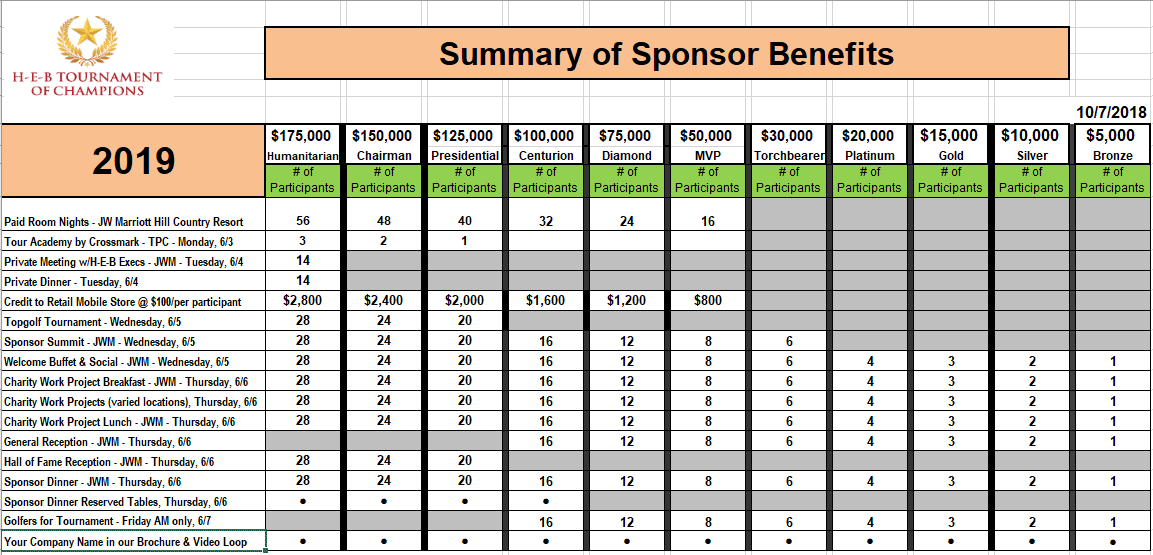 H-E-B TOURNAMENT
OF CHAMPIONS
Summary of Sponsor Benefits
10/7/2018
2019
$175,000 $150,000 $125,000 $100,000 $75,000 $50,000 $30,000 $20,000 $15,000 $10,000 $5,000
Humanitarian Chairman Presidential Centurion Diamond MVP Torchbearer Platinum Gold Silver Bronze
# of # of # of # of # of # of # of # of # of # of # of
Participants Participants Participants Participants Participants Participants Participants Participants Participants Participants Participants
Paid Room Nights - JW Marriott Hill Country Resort 56 48 40 32 24 16
Tour Academy by Crossmark - TPC - Monday, 6/3 3 2 1
Private Meeting w/H-E-B Execs - JWM - Tuesday, 6/4 14
Private Dinner - Tuesday, 6/4 14
Credit to Retail Mobile Store @ $100/per participant $2,800 $2,400 $2,000 $1,600 $1,200 $800
Topgolf Tournament - Wednesday, 6/5 28 24 20
Sponsor Summit - JWM - Wednesday, 6/5 28 24 20 16 12 8 6
Welcome Buffet & Social - JWM - Wednesday, 6/5 28 24 20 16 12 8 6 4 3 2 1
Charity Work Project Breakfast - JWM - Thursday, 6/6 28 24 20 16 12 8 6 4 3 2 1
Charity Work Projects (varied locations), Thursday, 6/6 28 24 20 16 12 8 6 4 3 2 1
Charity Work Project Lunch - JWM - Thursday, 6/6 28 24 20 16 12 8 6 4 3 2 1
General Reception - JWM - Thursday, 6/6 16 12 8 6 4 3 2 1
Hall of Fame Reception - JWM - Thursday, 6/6 28 24 20
Sponsor Dinner - JWM - Thursday, 6/6 28 24 20 16 12 8 6 4 3 2 1
Sponsor Dinner Reserved Tables, Thursday, 6/6 • • • •
Golfers for Tournament - Friday AM only, 6/7 16 12 8 6 4 3 2 1
Your Company Name in our Brochure & Video Loop • • • • • • • • • • •